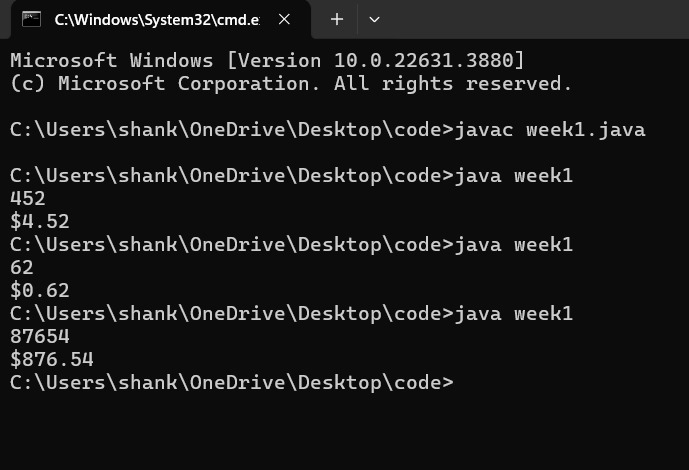 C:\Windows\System32\cmd.e
Microsoft Windows [Version 10.0.22631.3880]
(c) Microsoft Corporation. All rights reserved.
C:\Users\shank\OneDrive\Desktop\code>javac week1.java
C:\Users\shank\OneDrive\Desktop\code>java week1
452
$4.52
C:\Users\shank\OneDrive\Desktop\code>java week1
62
$0.62
C:\Users\shank\OneDrive\Desktop\code>java week1
87654
$876.54
C:\Users\shank\OneDrive\Desktop\code>